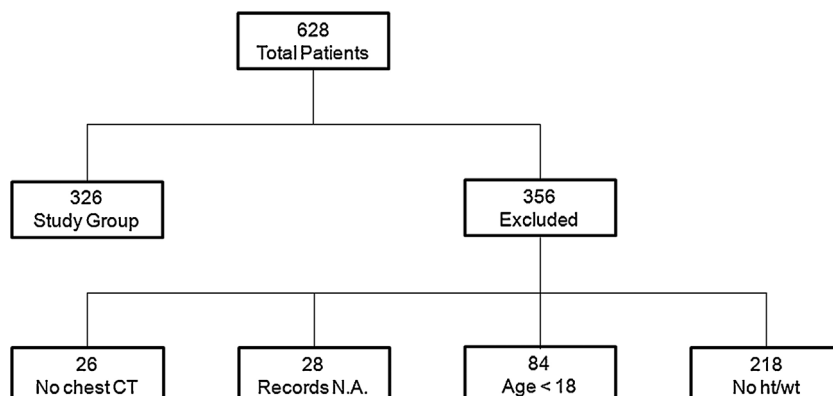 628
Total Patients
326
Study Group
356
Excluded
26
No chest CT
28
Records N.A.
84
Age < 18
218
No ht/wt